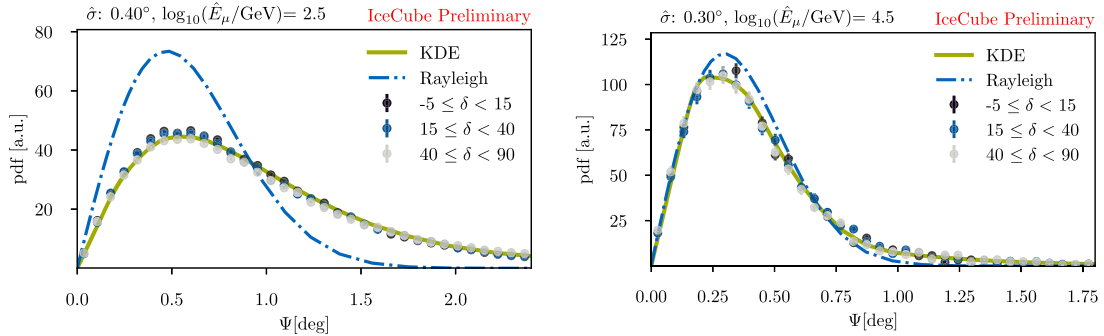 σ̂: 0.40°, log₁₀(Ê_μ/GeV)= 2.5
IceCube Preliminary
80
60
40
20
pdf [a.u.]
KDE
Rayleigh
-5 ≤ δ < 15
15 ≤ δ < 40
40 ≤ δ < 90
0.0
0.5
1.0
1.5
2.0
Ψ[deg]
σ̂: 0.30°, log₁₀(Ê_μ/GeV)= 4.5
IceCube Preliminary
125
100
75
50
25
pdf [a.u.]
KDE
Rayleigh
-5 ≤ δ < 15
15 ≤ δ < 40
40 ≤ δ < 90
0.00
0.25
0.50
0.75
1.00
1.25
1.50
1.75
Ψ[deg]